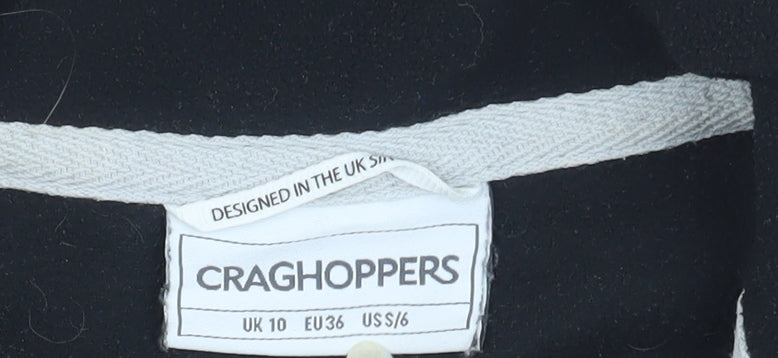 DESIGNED IN THE UK
CRAGHOPPERS
UK 10 EU36 US S/6